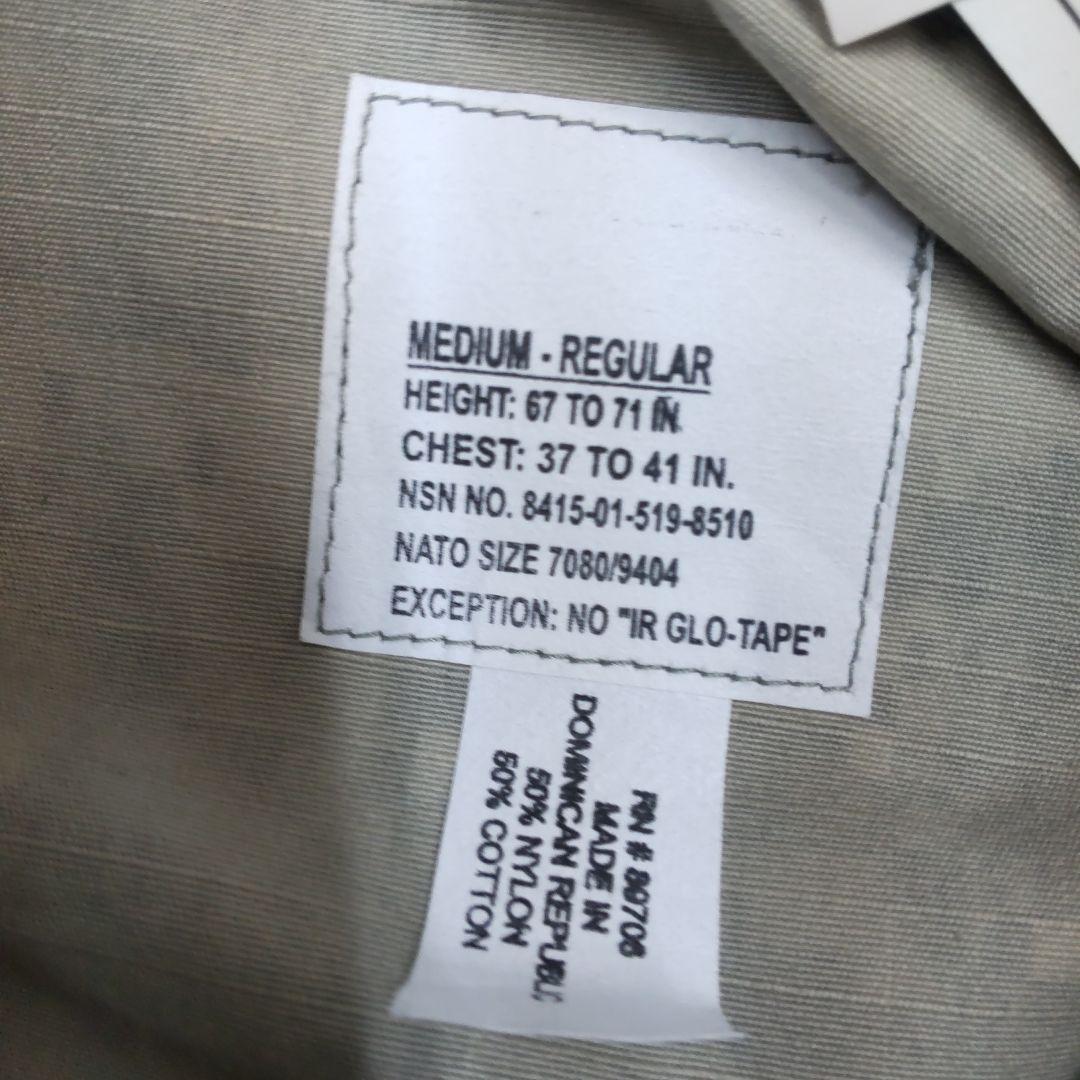 MEDIUM - REGULAR
HEIGHT: 67 TO 71 IN.
CHEST: 37 TO 41 IN.
NSN NO. 8415-01-519-8510
NATO SIZE 7080/9404
EXCEPTION: NO "IR GLO-TAPE"
RN # 89706
MADE IN
DOMINICAN REPUBLIC
50% NYLON
50% COTTON